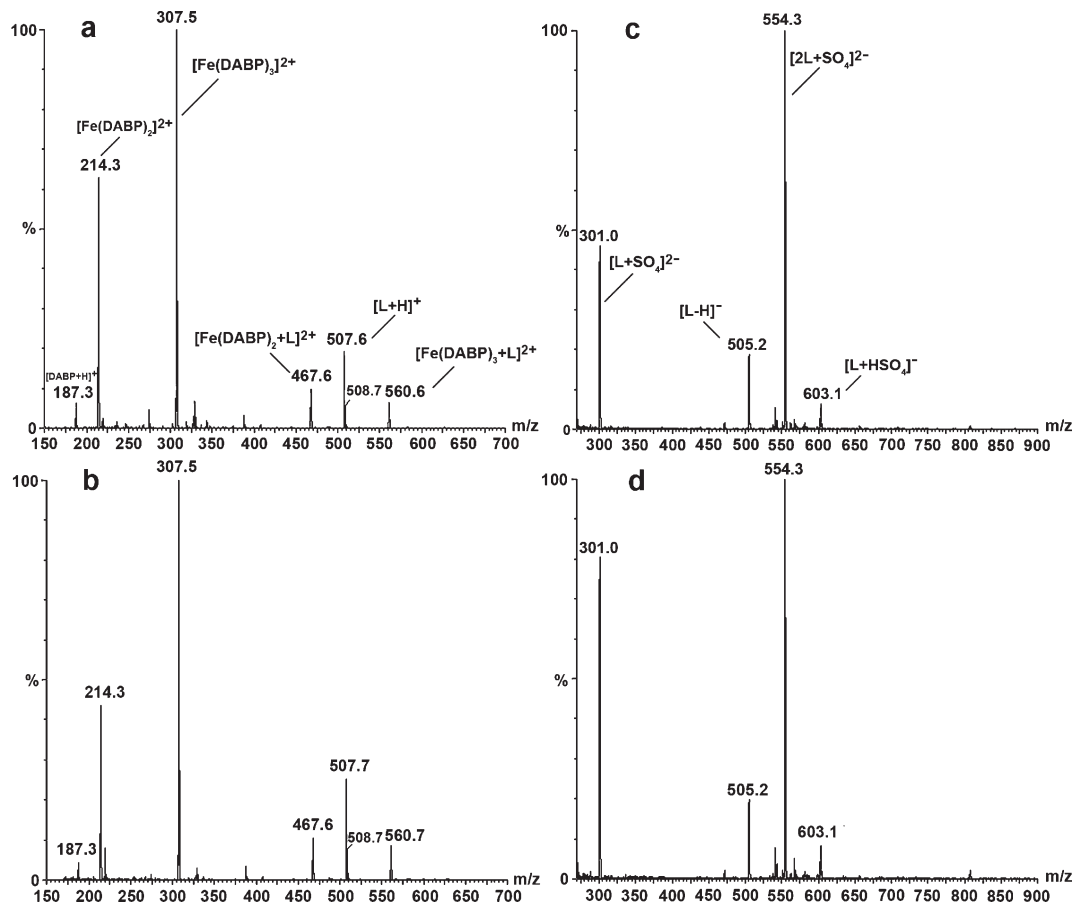 a
307.5
100
[Fe(DABP)₃]²⁺
[Fe(DABP)₂]²⁺
214.3
%
[Fe(DABP)₂+L]²⁺
[L+H]⁺
[Fe(DABP)₃+L]²⁺
507.6
467.6
508.7
560.6
[DABP+H]⁺
187.3
0
m/z
150 200 250 300 350 400 450 500 550 600 650 700
c
554.3
100
[2L+SO₄]²⁻
%
301.0
[L+SO₄]²⁻
[L-H]⁻
505.2
[L+HSO₄]⁻
603.1
0
m/z
300 350 400 450 500 550 600 650 700 750 800 850 900
b
307.5
100
%
214.3
507.7
467.6
508.7
560.7
187.3
0
m/z
150 200 250 300 350 400 450 500 550 600 650 700
d
554.3
100
301.0
%
505.2
603.1
0
m/z
300 350 400 450 500 550 600 650 700 750 800 850 900